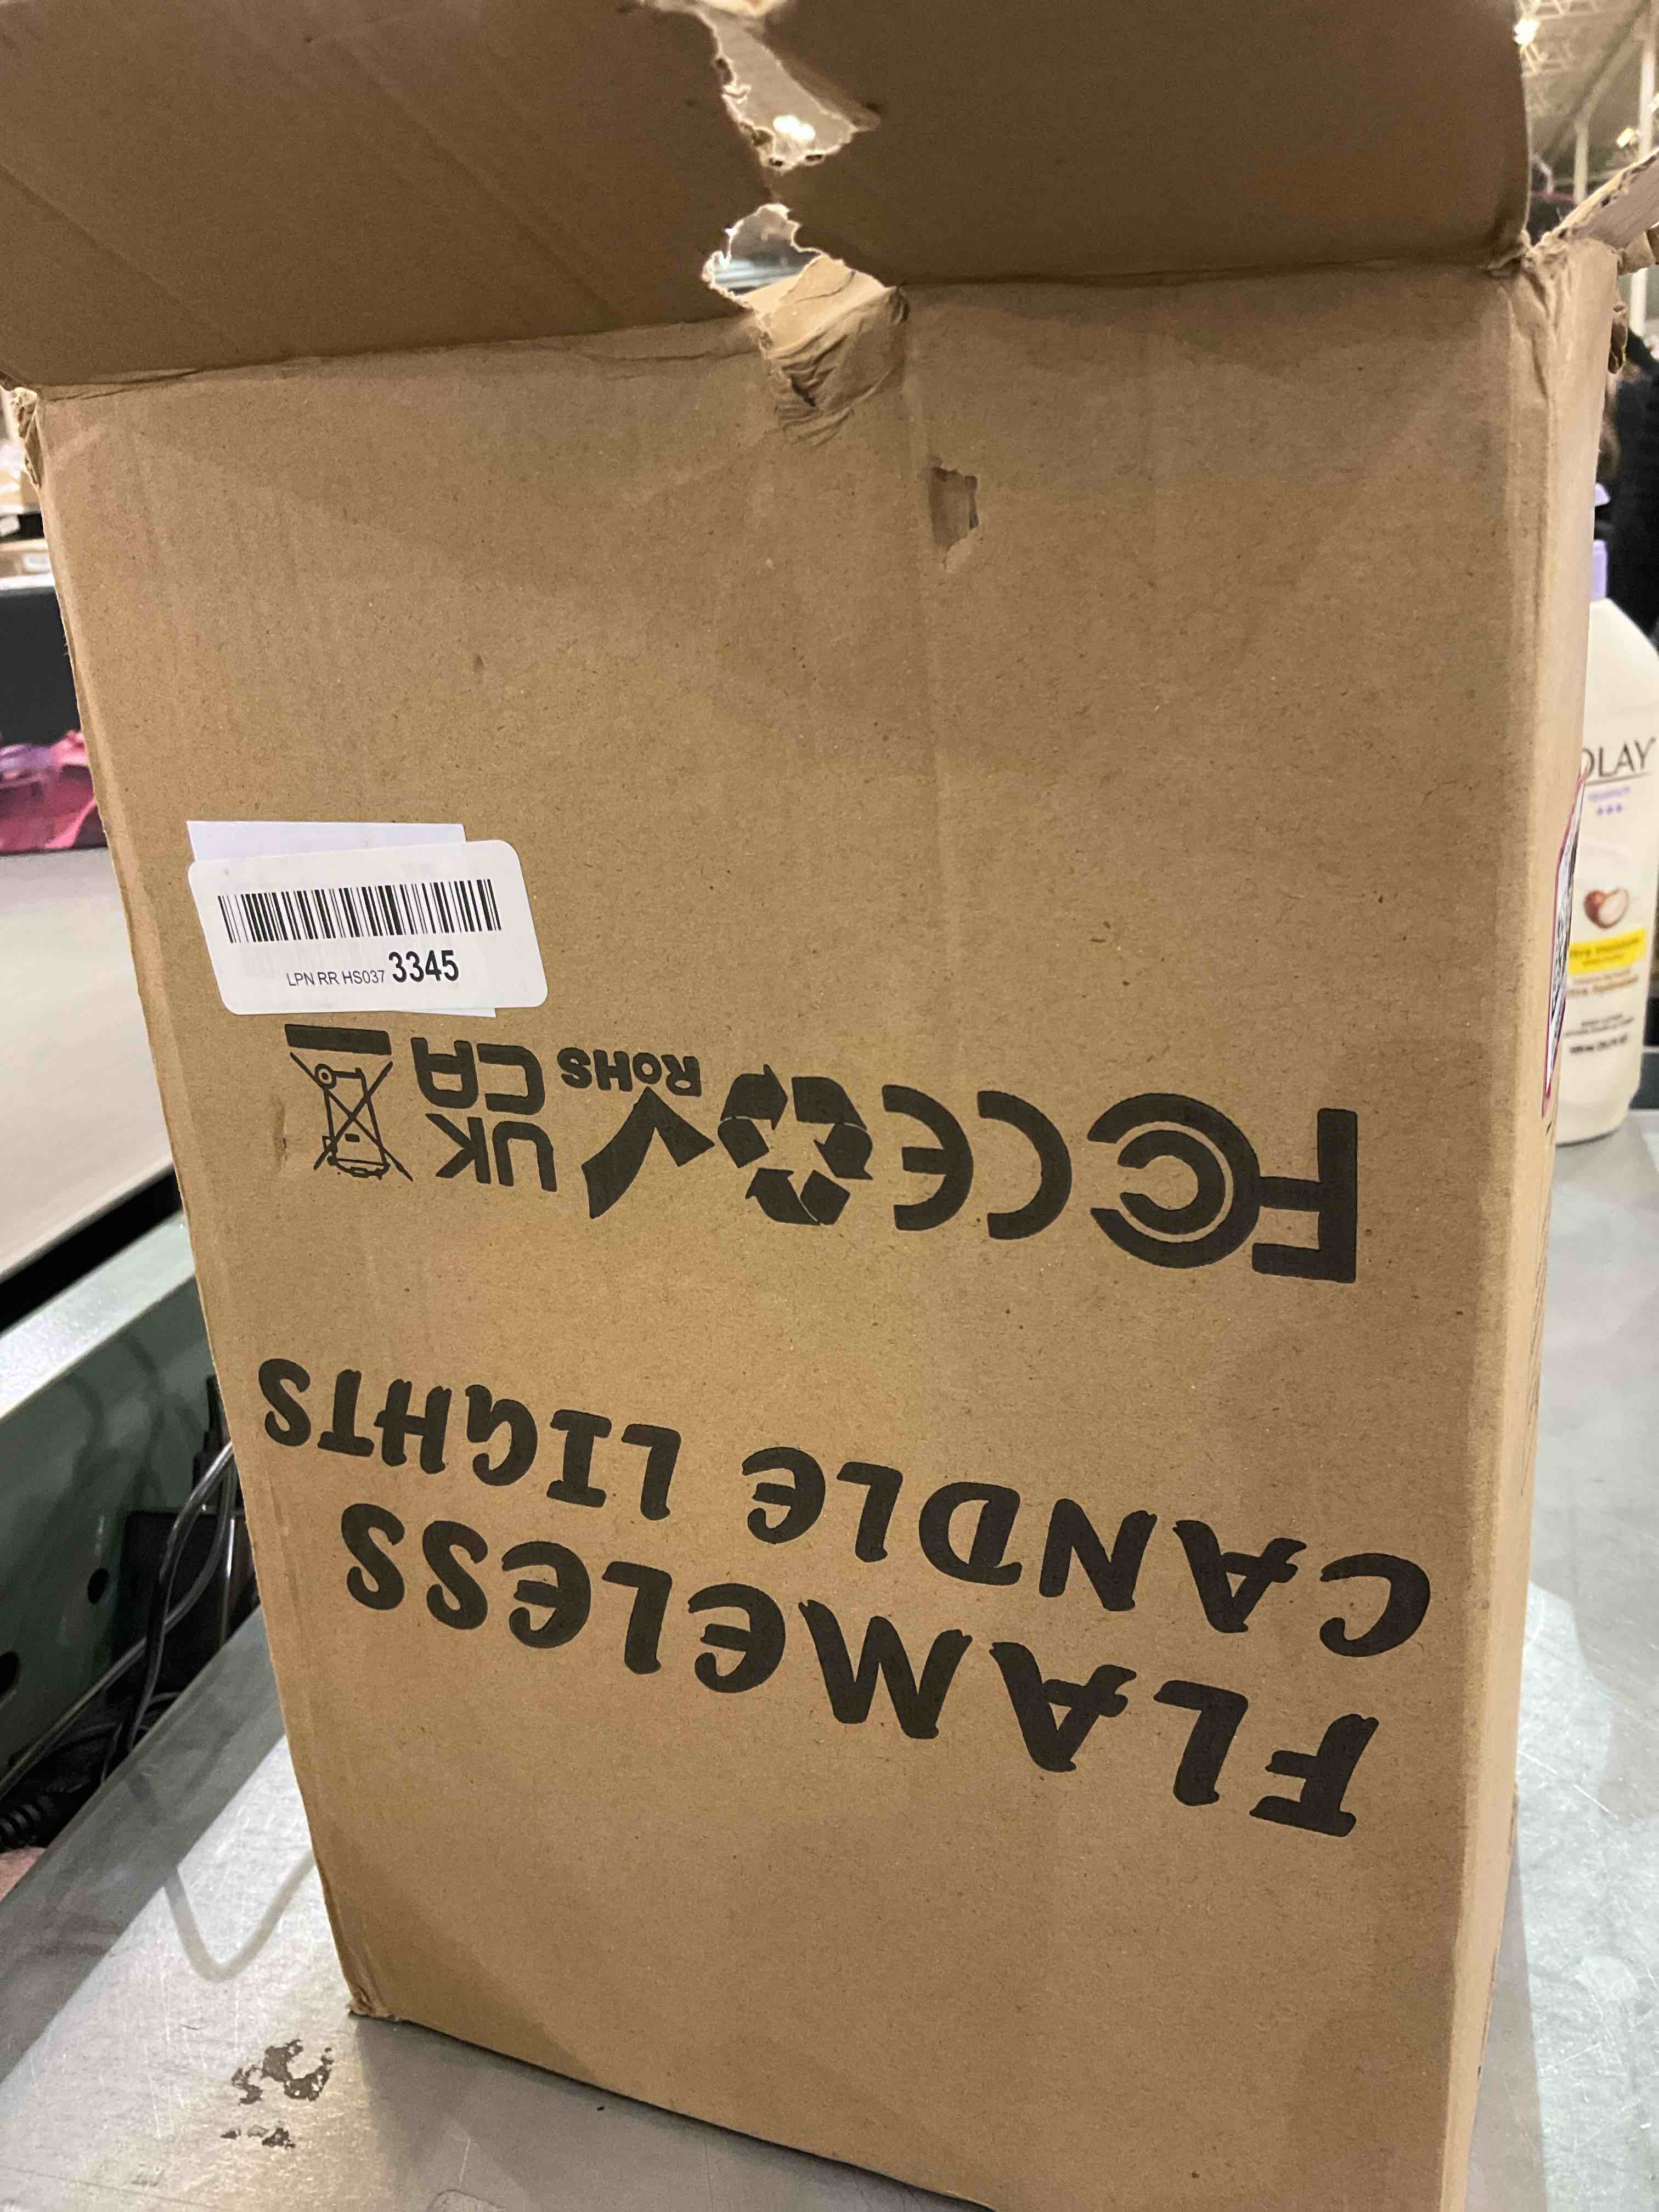 LPN RR HS037 3345
FLAMELESS
CANDLE LIGHTS
FC CE RoHS UK
CA
OLAY